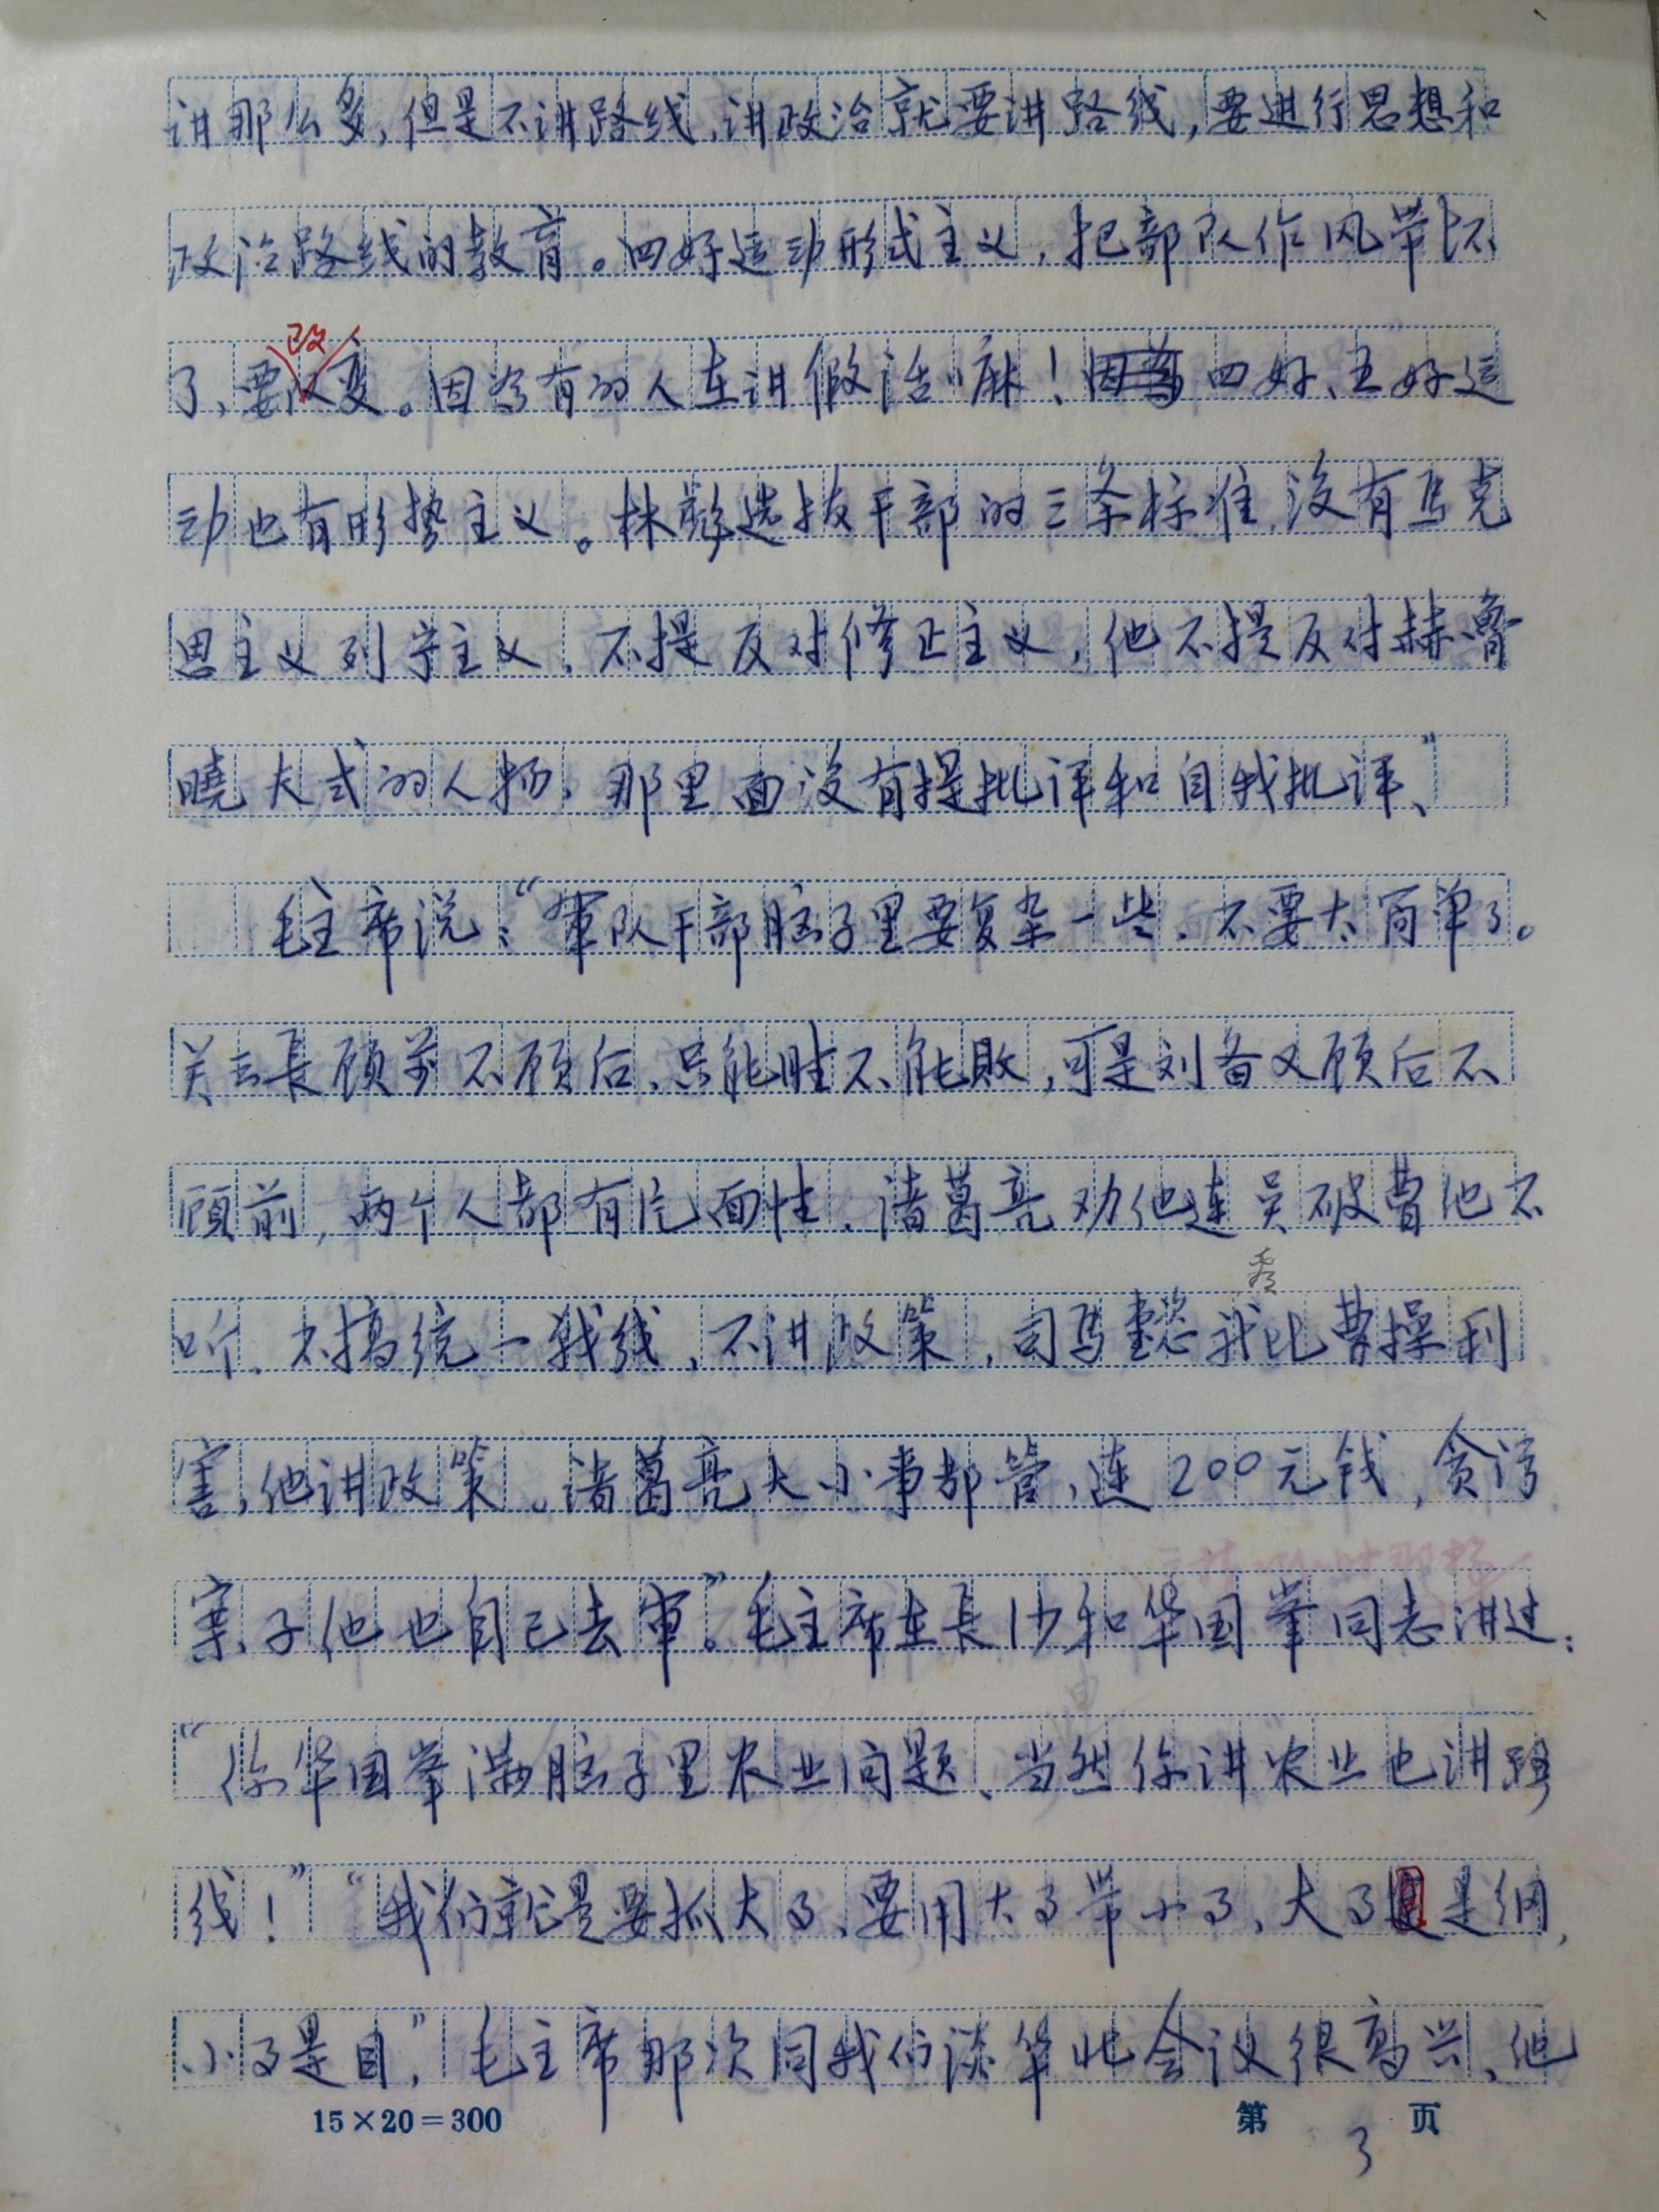 讲那么多,但是不讲路线,讲政治就要讲路线,要进行思想和
政治路线的教育。四好运动形式主义,把部队作风带坏
改
了,要改变。因为有的人在讲假话嘛!因为四好、五好运
动也有形势主义。林彪选拔干部的三条标准,没有马克
思主义列宁主义,不提反对修正主义,他不提反对赫鲁
曉夫式的人物,那里面没有提批评和自我批评、”
毛主席说:“軍队干部脑子里要复杂一些,不要太简单了。
关云長顾前不顾后,只能胜不能敗,可是刘备又顾后不
顾前,两个人都有片面性,诸葛亮劝他连吴破曹他不
听,不搞统一战线,不讲政策,司马懿我比曹操利
害,他讲政策。诸葛亮大小事都管,连200元钱,贪污
案子他也自己去审。”毛主席在長沙和华国峯同志讲过:
“你华国峯满脑子里农业问题、当然你讲农业也讲路
线!”“我们就是要抓大事、要用大事带小事,大事是纲,
小事是目,”毛主席那次同我们谈华北会议很高兴、他
15×20=300 第3页